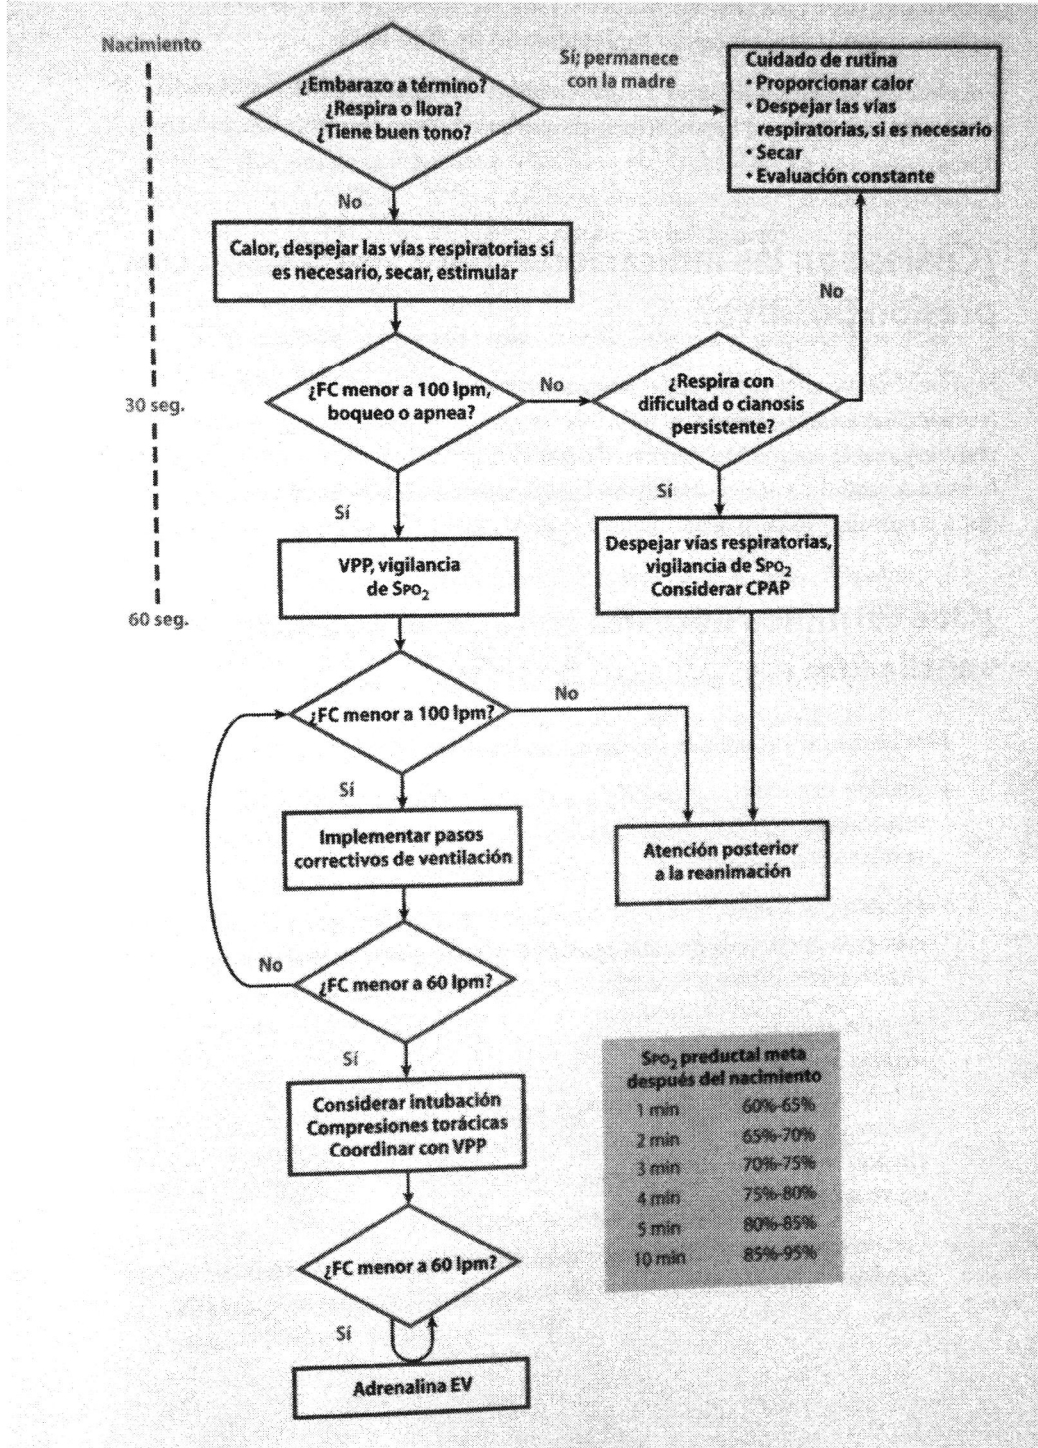 Nacimiento
¿Embarazo a término?
¿Respira o llora?
¿Tiene buen tono?
Sí; permanece
con la madre
Cuidado de rutina
• Proporcionar calor
• Despejar las vías
respiratorias, si es necesario
• Secar
• Evaluación constante
No
Calor, despejar las vías respiratorias si
es necesario, secar, estimular
No
30 seg.
¿FC menor a 100 lpm,
boqueo o apnea?
No
¿Respira con
dificultad o cianosis
persistente?
Sí
Sí
VPP, vigilancia
de SPO2
Despejar vías respiratorias,
vigilancia de SPO2
Considerar CPAP
60 seg.
¿FC menor a 100 lpm?
No
Sí
Implementar pasos
correctivos de ventilación
Atención posterior
a la reanimación
No
¿FC menor a 60 lpm?
Sí
Considerar intubación
Compresiones torácicas
Coordinar con VPP
SPO2 preductal meta
después del nacimiento
1 min 60%-65%
2 min 65%-70%
3 min 70%-75%
4 min 75%-80%
5 min 80%-85%
10 min 85%-95%
¿FC menor a 60 lpm?
Sí
Adrenalina EV